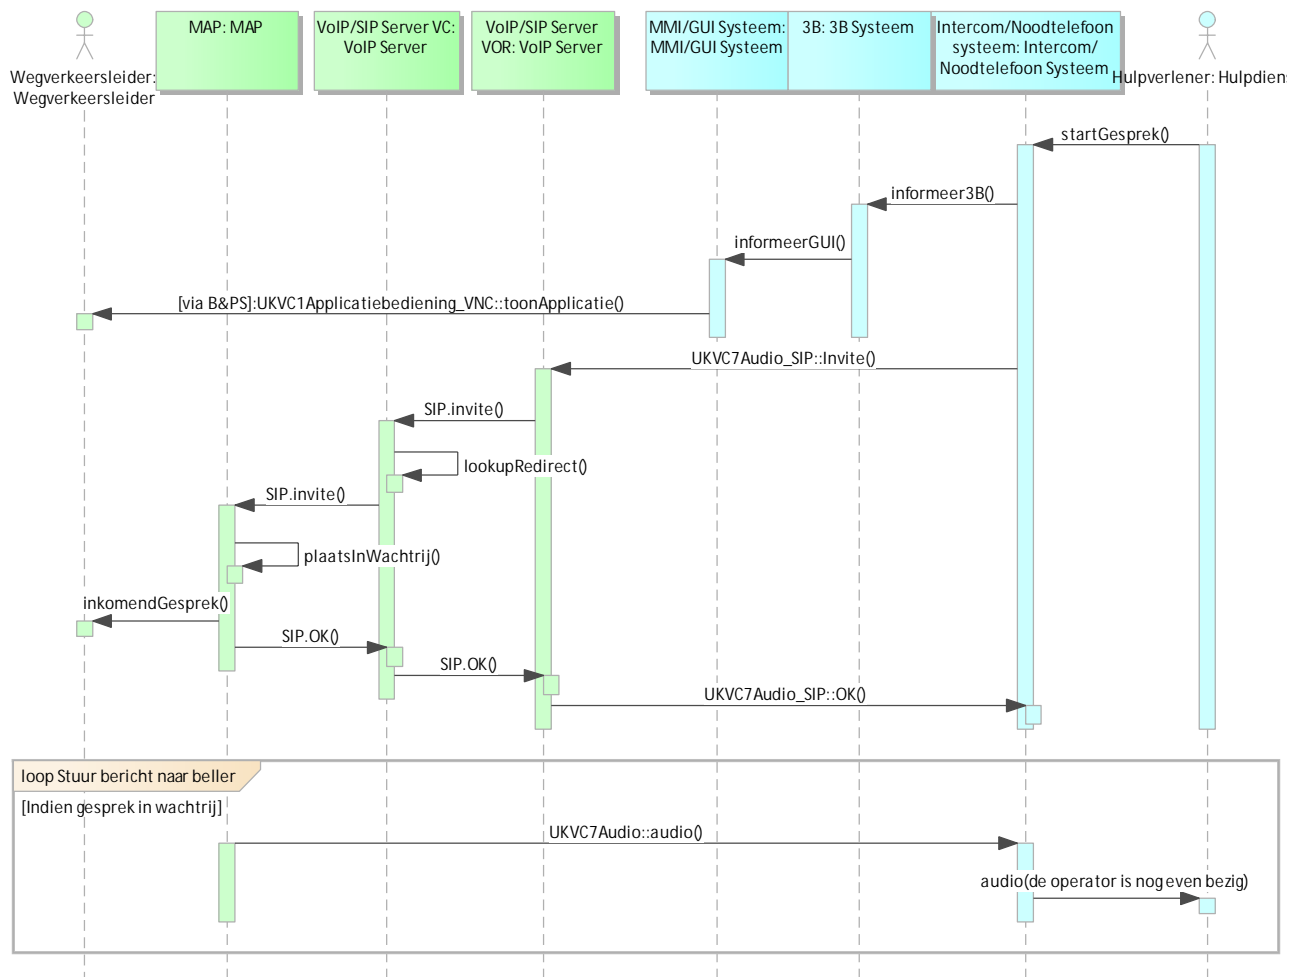 Wegverkeersleider:
Wegverkeersleider
MAP: MAP
VoIP/SIP Server VC:
VoIP Server
VoIP/SIP Server
VOR: VoIP Server
MMI/GUI Systeem:
MMI/GUI Systeem
3B: 3B Systeem
Intercom/Noodtelefoon
systeem: Intercom/
Noodtelefoon Systeem
Hulpverlener: Hulpdiens
startGesprek()
informeer3B()
informeerGUI()
[via B&PS]:UKVC1Applicatiebediening_VNC::toonApplicatie()
UKVC7Audio_SIP::Invite()
SIP.invite()
lookupRedirect()
SIP.invite()
plaatsInWachtrij()
inkomendGesprek()
SIP.OK()
SIP.OK()
UKVC7Audio_SIP::OK()
loop Stuur bericht naar beller
[Indien gesprek in wachtrij]
UKVC7Audio::audio()
audio(de operator is nog even bezig)